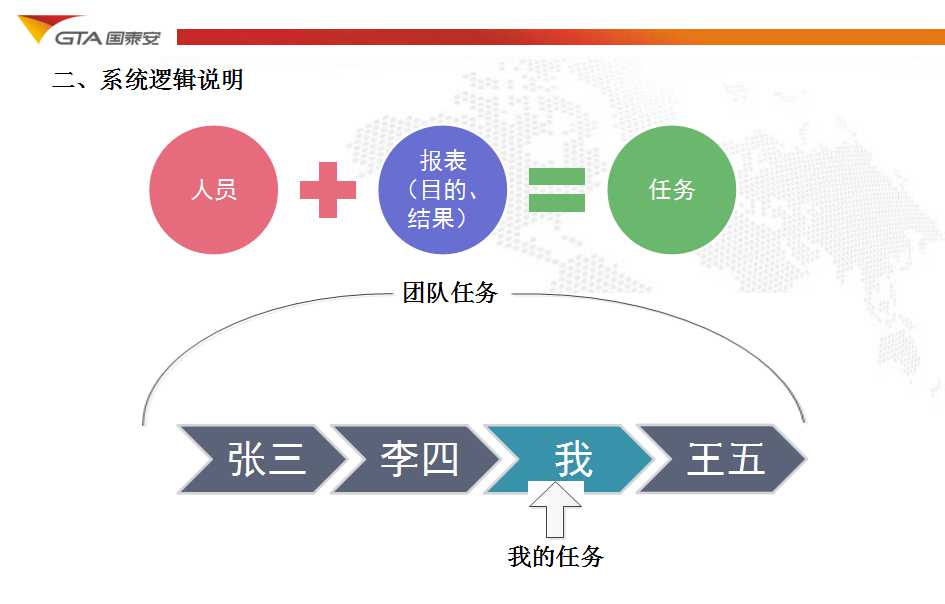 GTA 国泰安
二、系统逻辑说明
人员
报表
（目的、
结果）
任务
团队任务
张三
李四
我
王五
我的任务